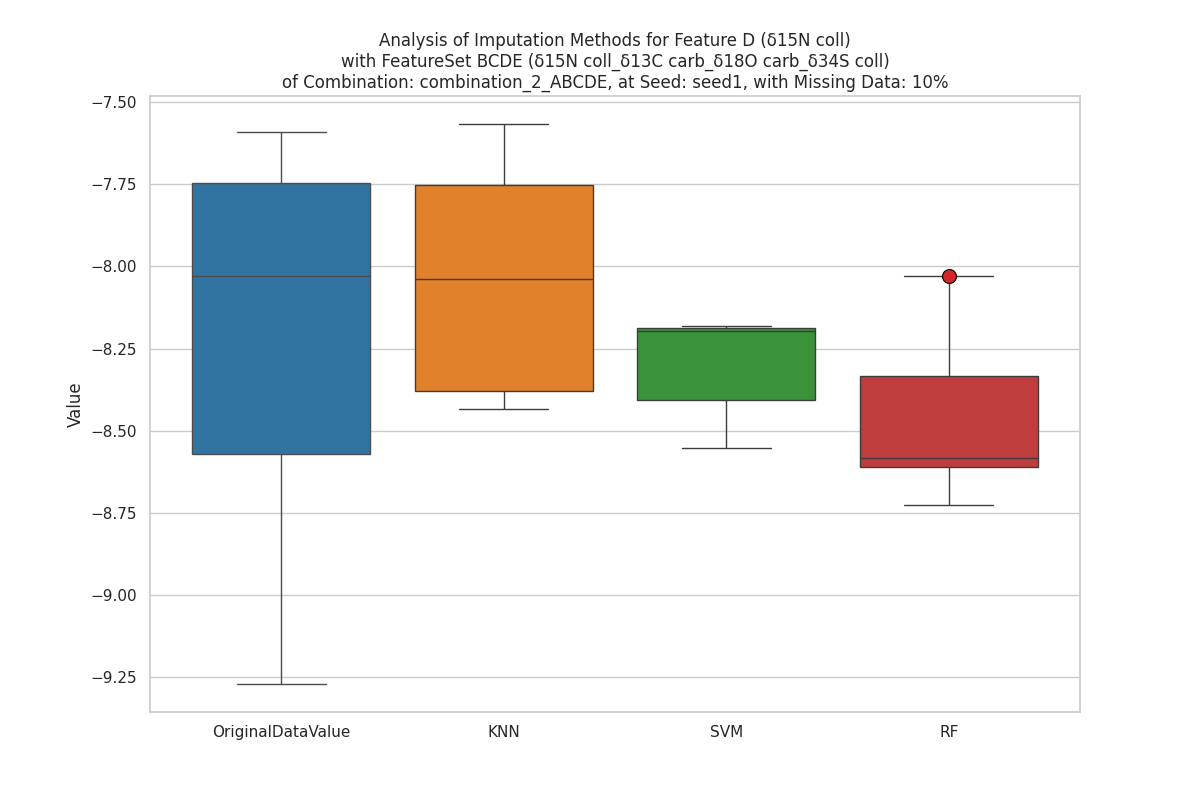 Analysis of Imputation Methods for Feature D (δ15N coll)
with FeatureSet BCDE (δ15N coll_δ13C carb_δ18O carb_δ34S coll)
of Combination: combination_2_ABCDE, at Seed: seed1, with Missing Data: 10%
−7.50
−7.75
−8.00
−8.25
−8.50
−8.75
−9.00
−9.25
Value
OriginalDataValue KNN SVM RF